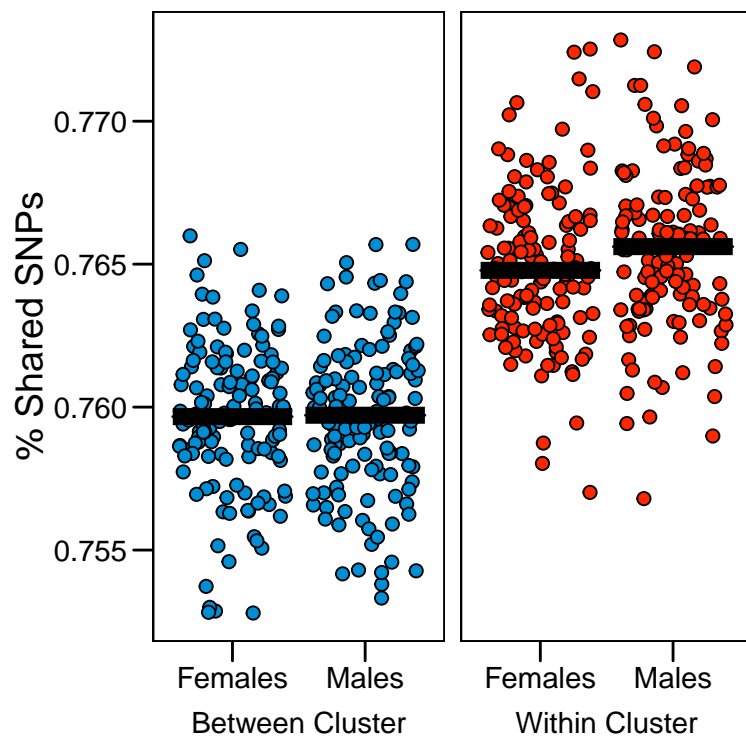 % Shared SNPs
0.770
0.765
0.760
0.755
Females Males Females Males
Between Cluster Within Cluster